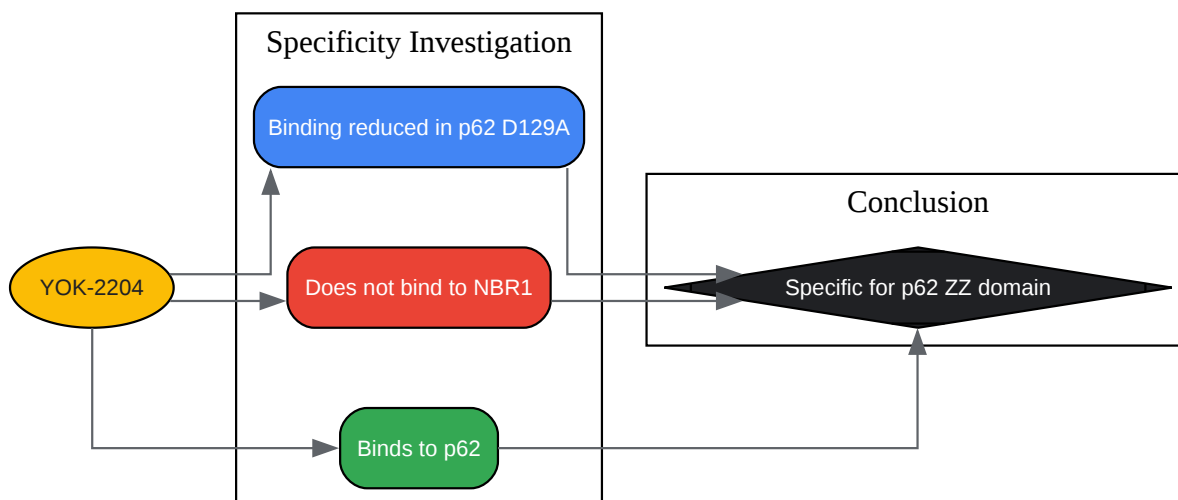 Specificity Investigation
Binding reduced in p62 D129A
Conclusion
YOK-2204
Does not bind to NBR1
Specific for p62 ZZ domain
Binds to p62